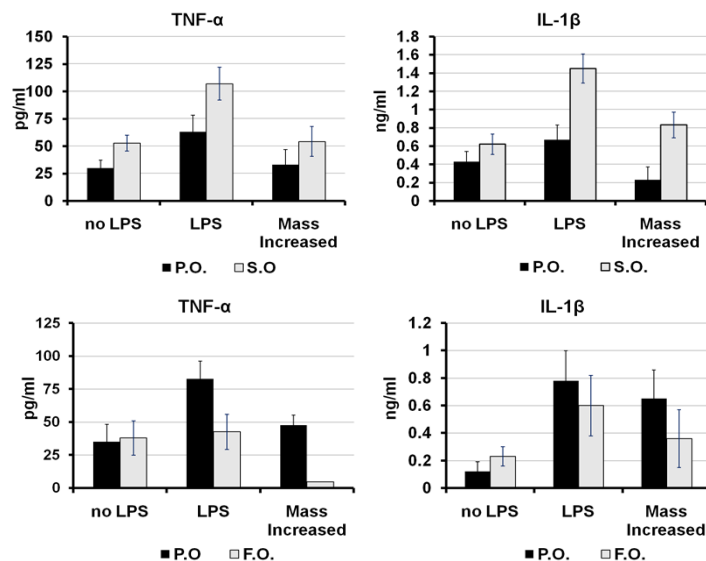 TNF-α
150
125
100
75
50
25
0
pg/ml
no LPS
LPS
Mass
Increased
P.O.
S.O
IL-1β
1.8
1.6
1.4
1.2
1
0.8
0.6
0.4
0.2
0
ng/ml
no LPS
LPS
Mass
Increased
P.O.
S.O.
TNF-α
125
100
75
50
25
0
pg/ml
no LPS
LPS
Mass
Increased
P.O
F.O.
IL-1β
1.2
1
0.8
0.6
0.4
0.2
0
ng/ml
no LPS
LPS
Mass
Increased
P.O.
F.O.